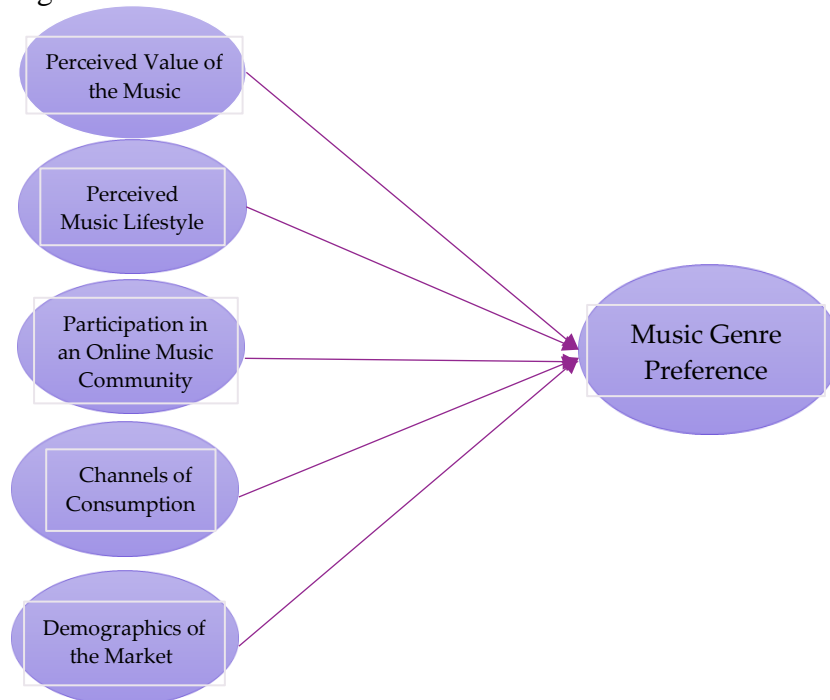 Perceived Value of
the Music
Perceived
Music Lifestyle
Participation in
an Online Music
Community
Music Genre
Preference
Channels of
Consumption
Demographics of
the Market